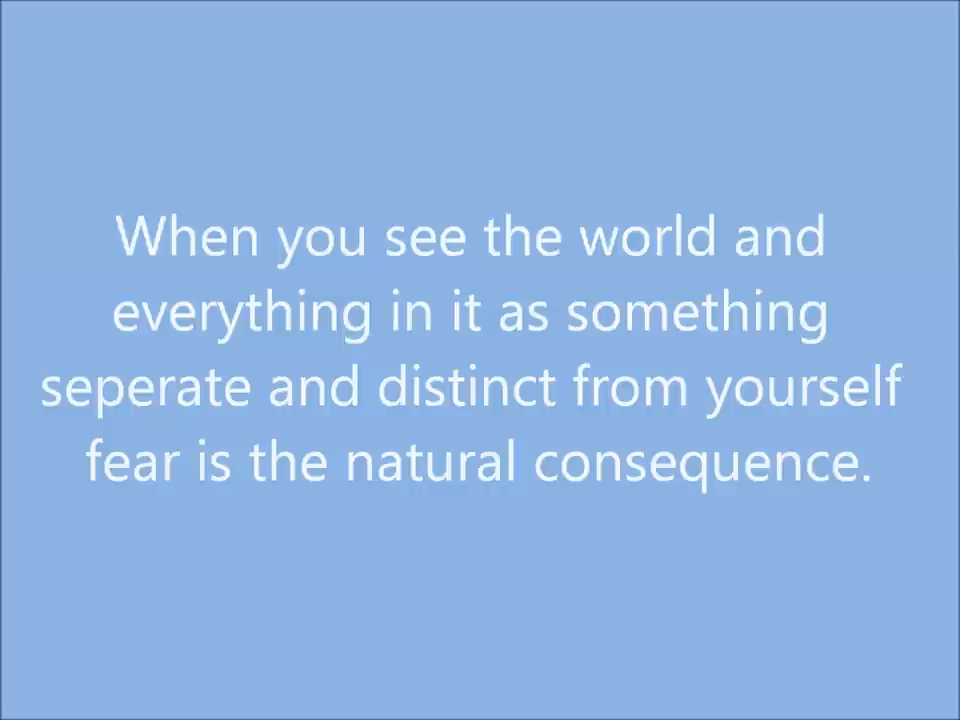 When you see the world and
everything in it as something
seperate and distinct from yourself
fear is the natural consequence.